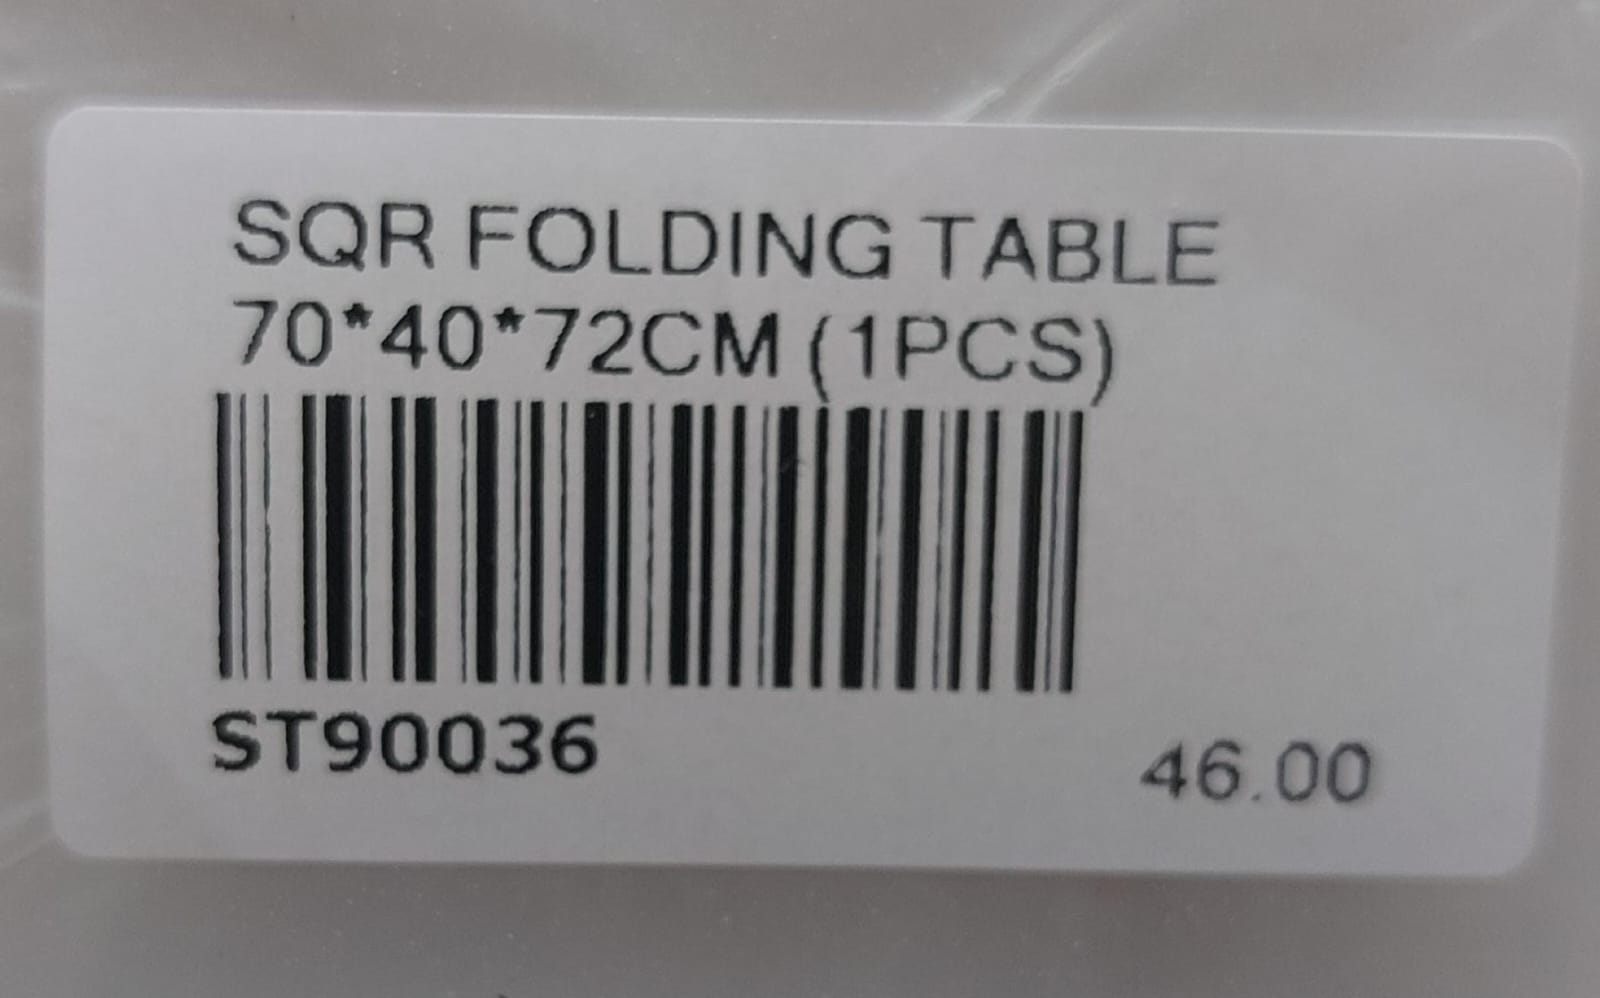 SQR FOLDING TABLE
70*40*72CM (1PCS)
ST90036
46.00